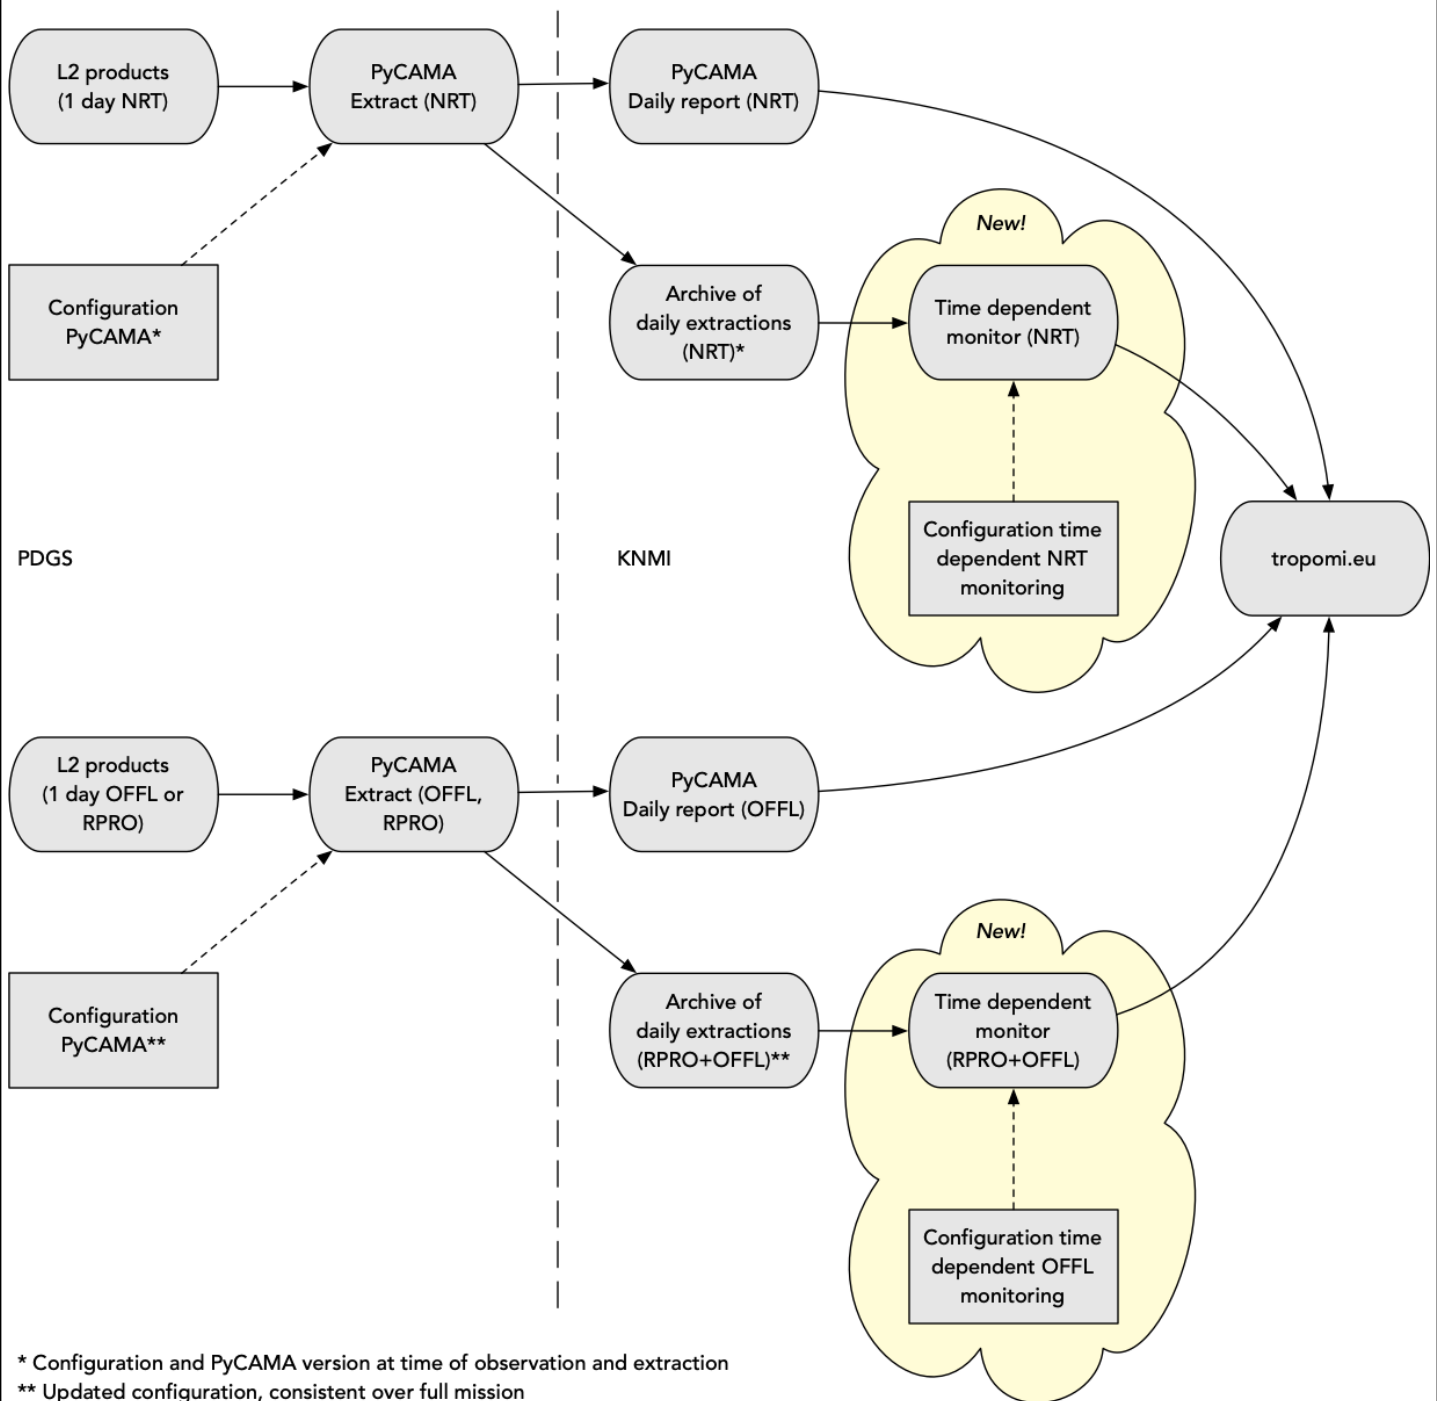 L2 products
(1 day NRT)
PyCAMA
Extract (NRT)
PyCAMA
Daily report (NRT)
New!
Configuration
PyCAMA*
Archive of
daily extractions
(NRT)*
Time dependent
monitor (NRT)
PDGS
KNMI
Configuration time
dependent NRT
monitoring
tropomi.eu
L2 products
(1 day OFFL or
RPRO)
PyCAMA
Extract (OFFL,
RPRO)
PyCAMA
Daily report (OFFL)
New!
Configuration
PyCAMA**
Archive of
daily extractions
(RPRO+OFFL)**
Time dependent
monitor
(RPRO+OFFL)
Configuration time
dependent OFFL
monitoring
* Configuration and PyCAMA version at time of observation and extraction
** Updated configuration, consistent over full mission